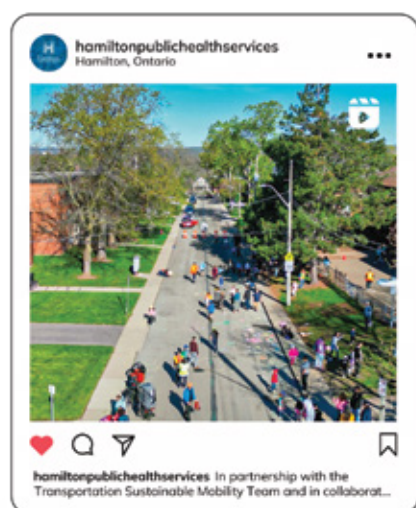 hamiltonpublichealthservices
Hamilton, Ontario
hamiltonpublichealthservices In partnership with the
Transportation Sustainable Mobility Team and in collaborat...